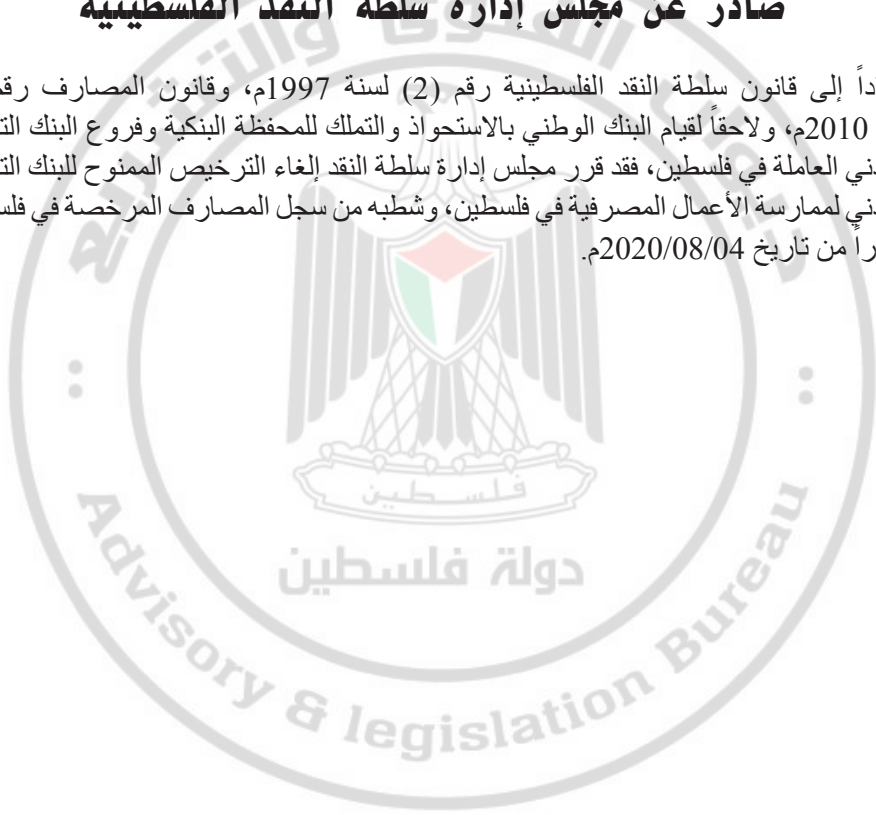 صادر عن مجلس إدارة سلطة النقد الفلسطينية
اداً إلى قانون سلطة النقد الفلسطينية رقم (2) لسنة 1997م، وقانون المصارف رقم
2010م، ولاحقاً لقيام البنك الوطني بالاستحواذ والتملك للمحفظة البنكية وفروع البنك الت
دني العاملة في فلسطين، فقد قرر مجلس إدارة سلطة النقد إلغاء الترخيص الممنوح للبنك الت
دني لممارسة الأعمال المصرفية في فلسطين، وشطبه من سجل المصارف المرخصة في فلس
راً من تاريخ 2020/08/04م.
فلسطين
دولة فلسطين
Advisory & legislation Bureau